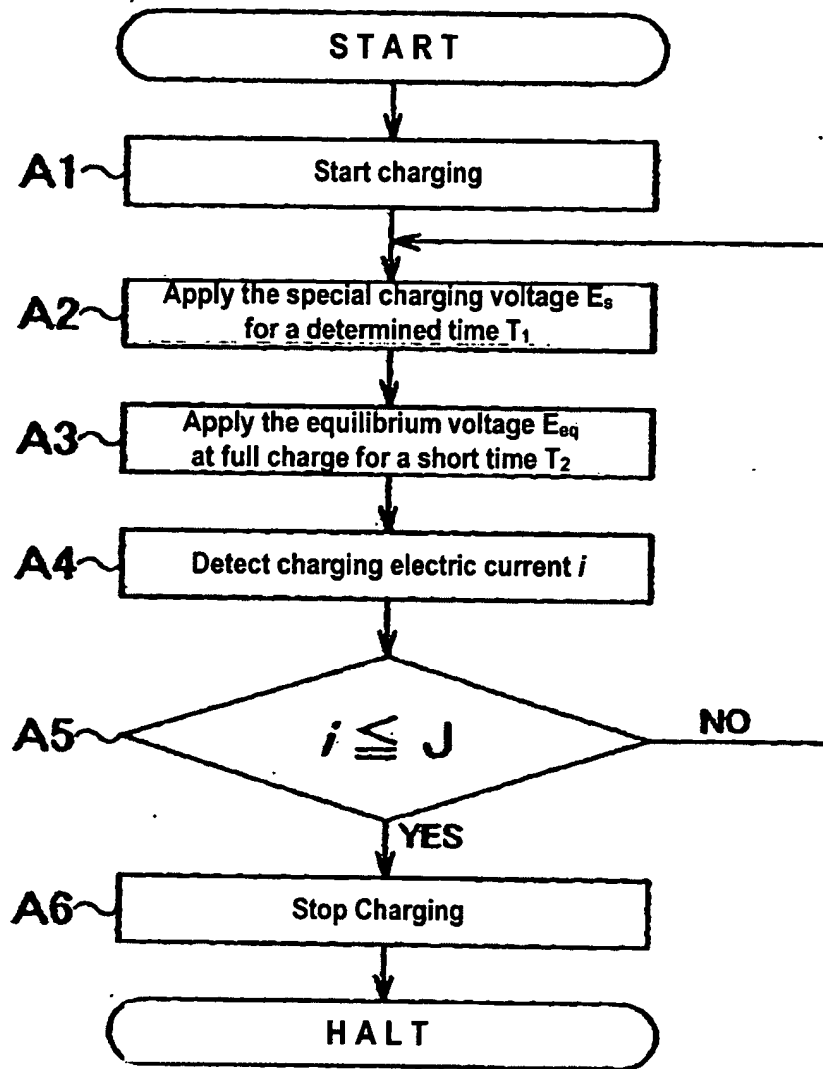 START
A1
Start charging
A2
Apply the special charging voltage Es
for a determined time T1
A3
Apply the equilibrium voltage Eeq
at full charge for a short time T2
A4
Detect charging electric current i
A5
i ≦ J
NO
YES
A6
Stop Charging
HALT